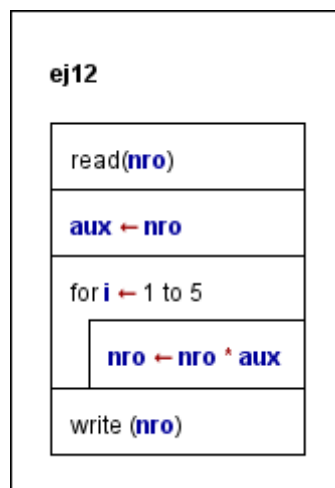 ej12
read(nro)
aux ← nro
for i ← 1 to 5
nro ← nro * aux
write (nro)